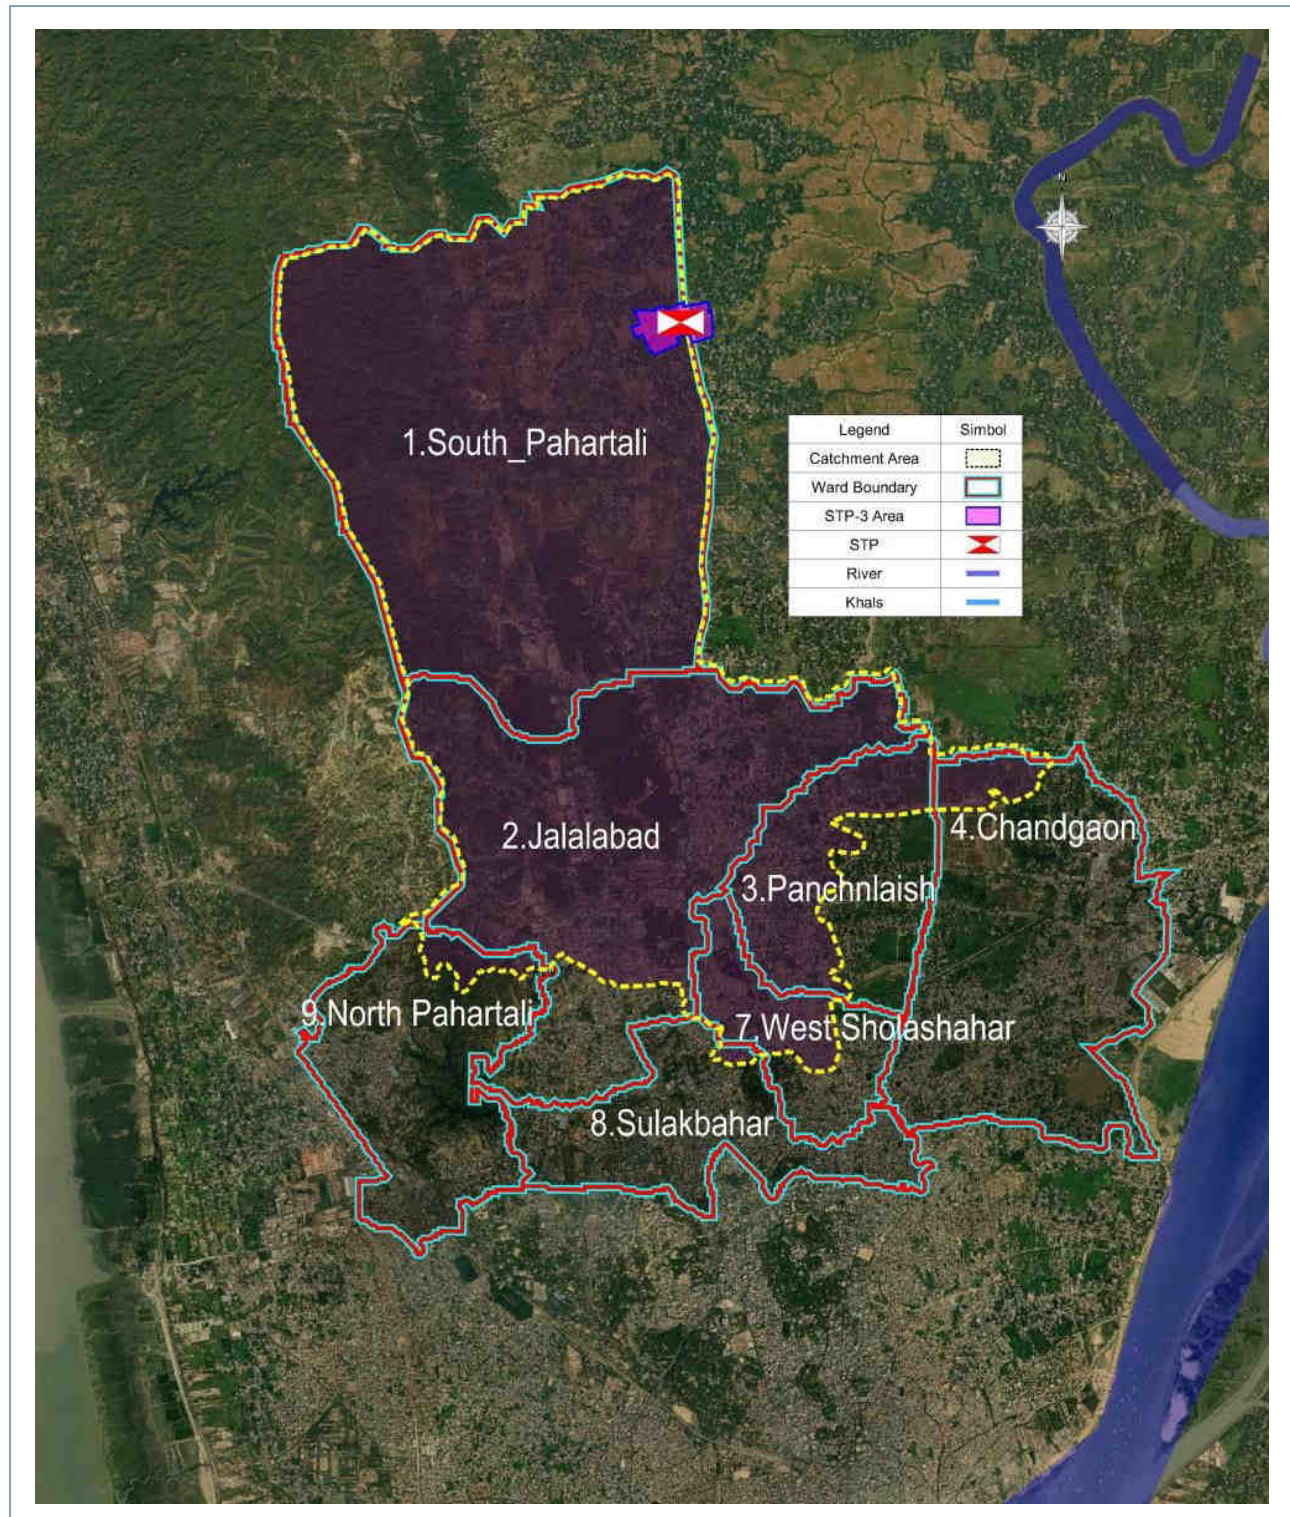 N
1.South_Pahartali
Legend Simbol
Catchment Area
Ward Boundary
STP-3 Area
STP
River
Khals
2.Jalalabad
4.Chandgaon
3.Panchnlaish
9.North Pahartali
7.West Sholashahar
8.Sulakbahar